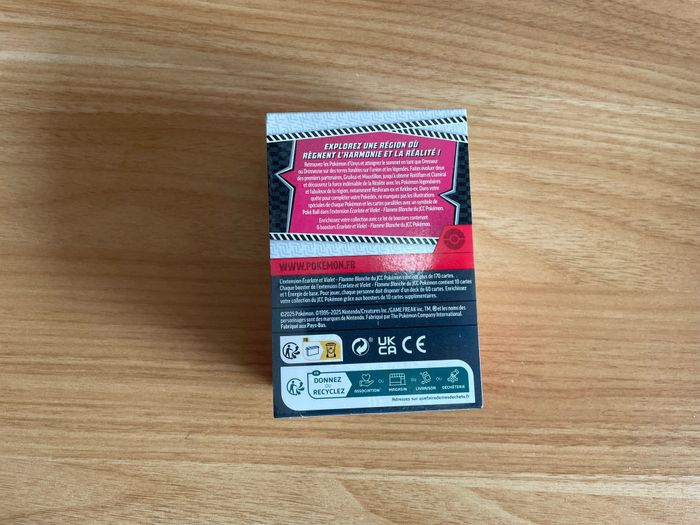 EXPLOREZ UNE RÉGION OÙ
RÈGNENT L'HARMONIE ET LA RÉALITÉ !
Retrouvez les Pokémon d'Unys et atteignez le sommet en tant que Dresseur
ou Dresseuse sur des terres fondées sur l'union et les légendes. Faites évoluer deux
des premiers partenaires, Gruikui et Moustillon, jusqu'à obtenir Roitiflam et Clamiral
et découvrez la force indéniable de la Réalité avec les Pokémon légendaires
et fabuleux de la région, notamment Reshiram-ex et Keldeo-ex. Dans votre
quête pour compléter votre Pokédex, ne manquez pas les illustrations
spéciales de chaque Pokémon et les cartes parallèles avec un symbole de
Poké Ball dans l'extension Écarlate et Violet - Flamme Blanche du JCC Pokémon.
Enrichissez votre collection avec ce lot de boosters contenant
6 boosters Écarlate et Violet - Flamme Blanche du JCC Pokémon.
WWW.POKEMON.FR
L'extension Écarlate et Violet - Flamme Blanche du JCC Pokémon contient plus de 170 cartes.
Chaque booster de l'extension Écarlate et Violet - Flamme Blanche du JCC Pokémon contient 10 cartes
et 1 Énergie de base. Pour jouer, chaque personne doit disposer d'un deck de 60 cartes. Enrichissez
votre collection du JCC Pokémon grâce aux boosters de 10 cartes supplémentaires.
©2025 Pokémon. ©1995-2025 Nintendo/Creatures Inc./GAME FREAK inc. TM, ® et les noms des
personnages sont des marques de Nintendo. Fabriqué par The Pokémon Company International.
Fabriqué aux Pays-Bas.
FR
UK
CA CE
FR
DONNEZ
OU
RECYCLEZ
ASSOCIATION OU MAGASIN OU LIVRAISON OU DÉCHÈTERIE
Adresses sur quefairedemesdechets.fr